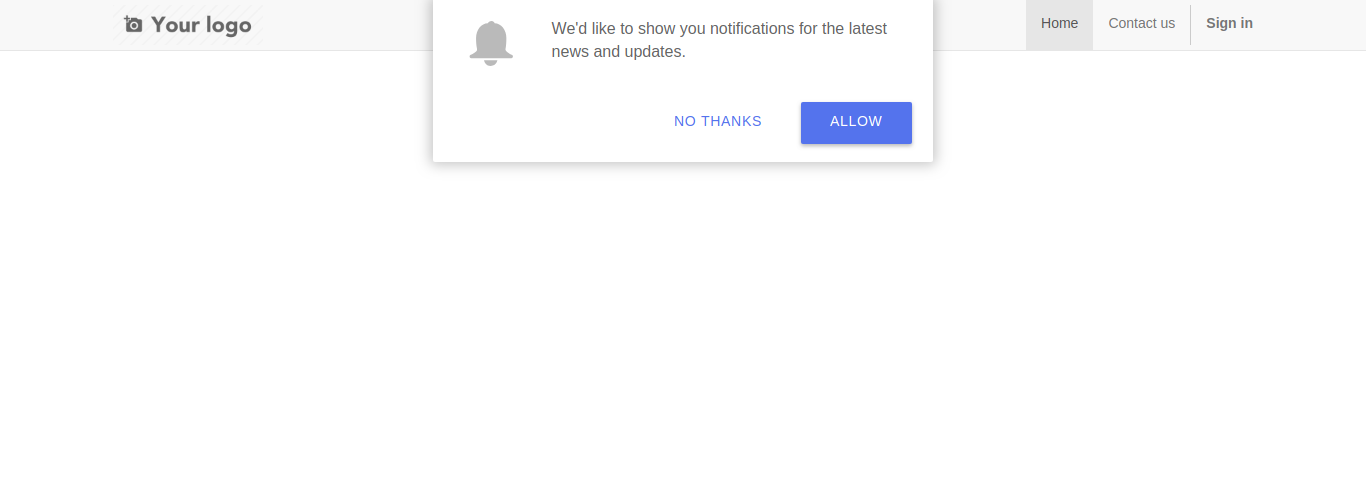 Your logo
We'd like to show you notifications for the latest
news and updates.
NO THANKS
ALLOW
Home
Contact us
Sign in